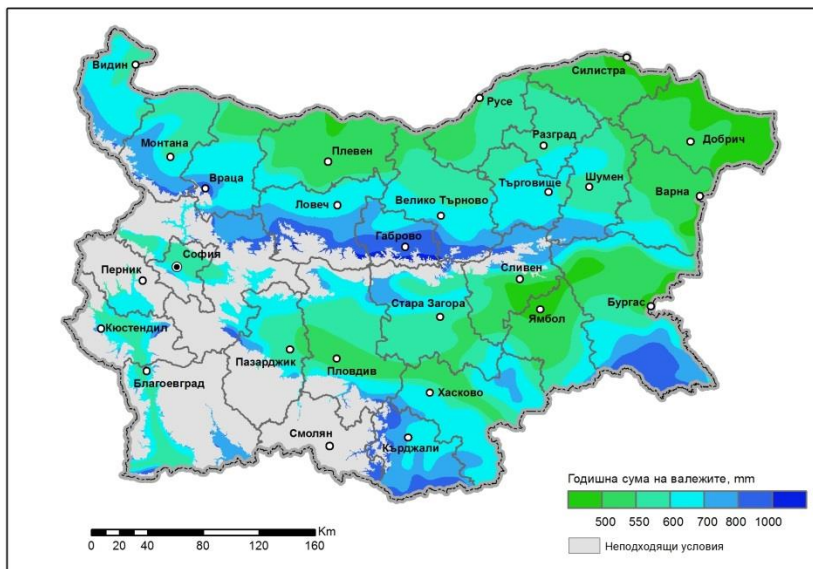 Видин
Силистра
Русе
Монтана
Плевен
Разград
Добрич
Враца
Търговище
Шумен
Варна
Ловеч
Велико Търново
Габрово
София
Сливен
Перник
Стара Загора
Бургас
Ямбол
Кюстендил
Пазарджик
Пловдив
Благоевград
Хасково
Смолян
Кърджали
Годишна сума на валежите, mm
500 550 600 700 800 1000
Неподходящи условия
Km
0 20 40 80 120 160